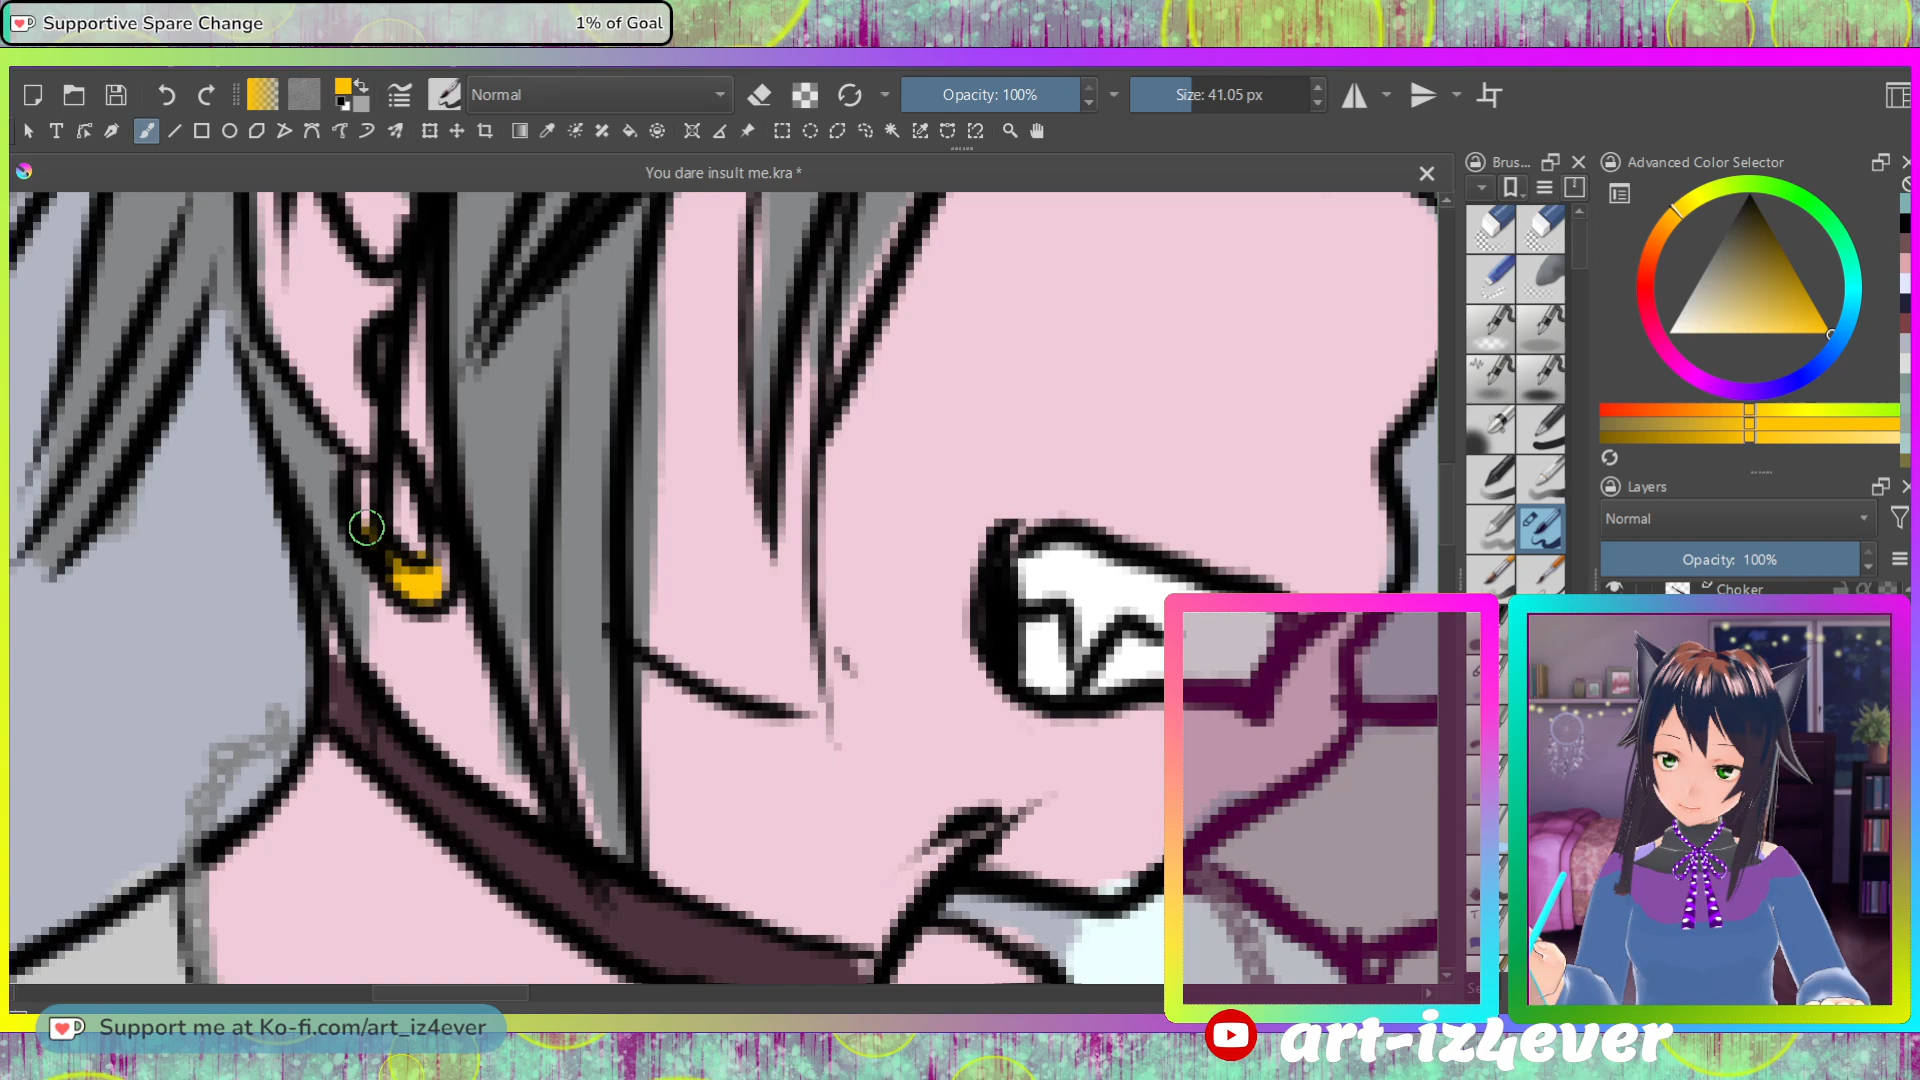 Supportive Spare Change
1% of Goal
Normal
Opacity: 100%
Size: 41.05 px
You dare insult me.kra *
Brus...
Advanced Color Selector
Layers
Normal
Opacity: 100%
Choker
Support me at Ko-fi.com/art_iz4ever
art-iz4ever